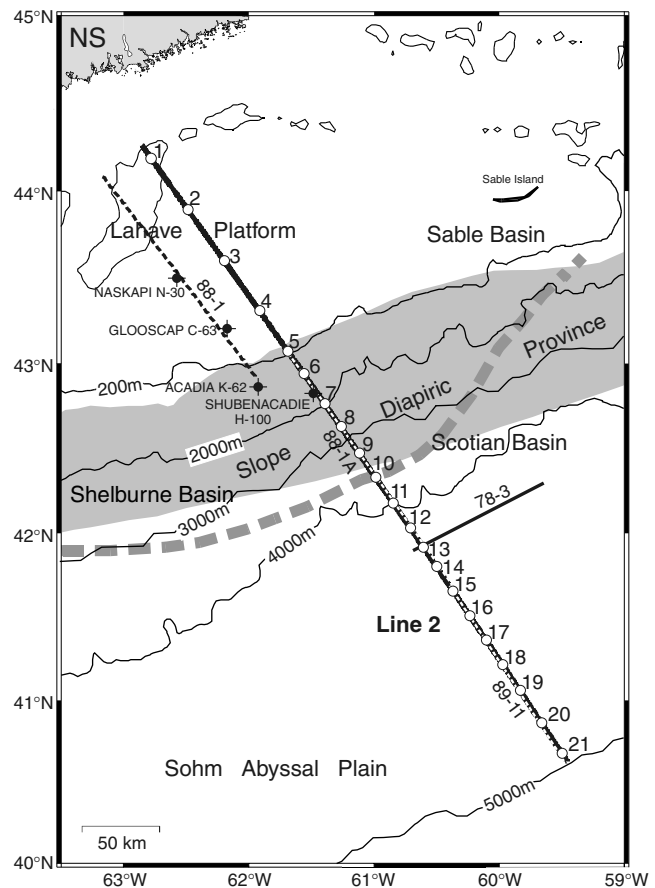 45°N
NS
1
Sable Island
44°N
2
Lahave Platform
Sable Basin
3
88-1
NASKAPI N-30
4
GLOOSCAP C-63
5
Province
43°N
6
200m
ACADIA K-62
7
SHUBENACADIE
H-100
Diapiric
8
2000m
88-1A
9
Scotian Basin
Slope
10
Shelburne Basin
11
78-3
3000m
12
42°N
4000m
13
14
15
16
Line 2
17
18
19
89-11
41°N
20
21
Sohm Abyssal Plain
5000m
50 km
40°N
63°W
62°W
61°W
60°W
59°W